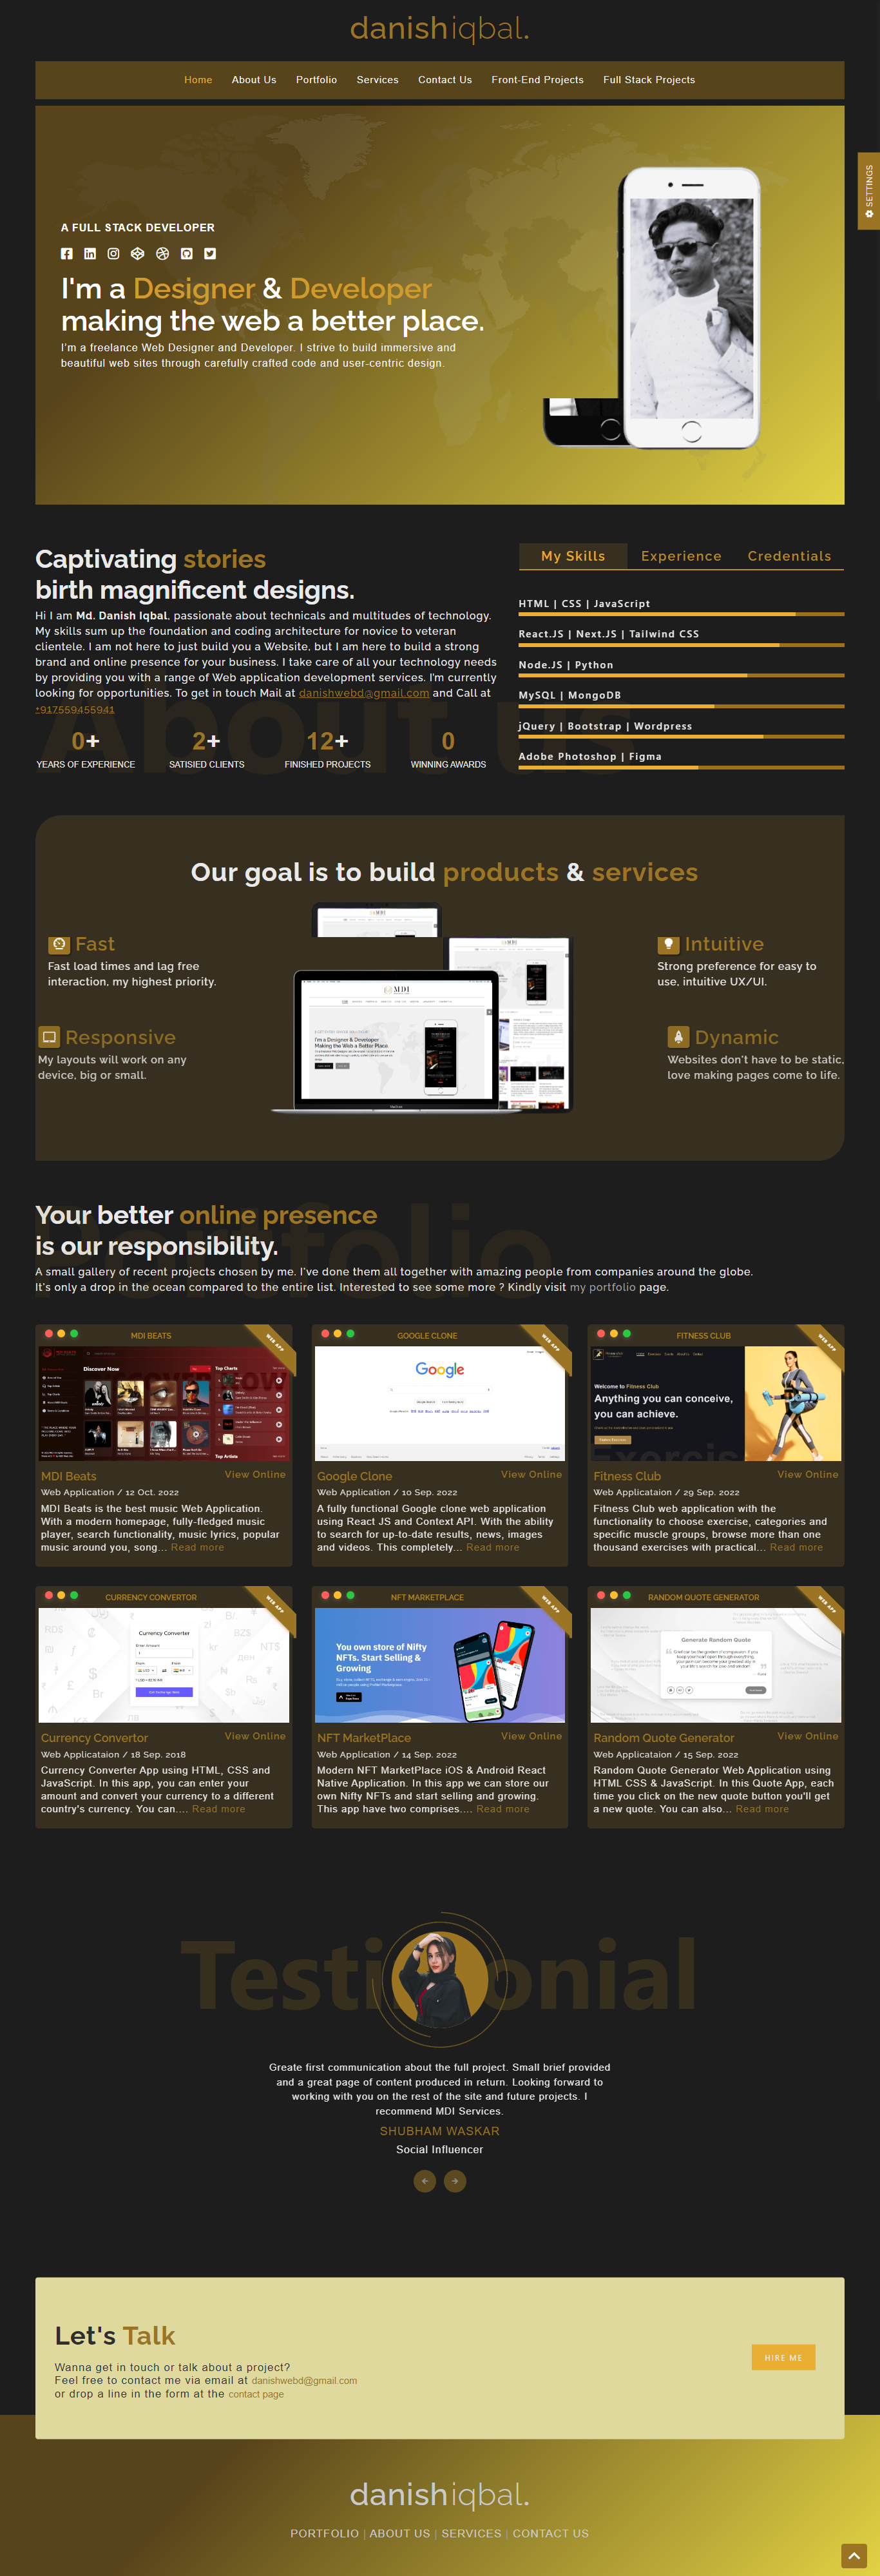 danishiqbal.
Home About Us Portfolio Services Contact Us Front-End Projects Full Stack Projects
SETTINGS
A FULL STACK DEVELOPER
I'm a Designer & Developer
making the web a better place.
I'm a freelance Web Designer and Developer. I strive to build immersive and
beautiful web sites through carefully crafted code and user-centric design.
Captivating stories
birth magnificent designs.
Hi I am Md. Danish Iqbal, passionate about technicals and multitudes of technology.
My skills sum up the foundation and coding architecture for novice to veteran
clientele. I am not here to just build you a Website, but I am here to build a strong
brand and online presence for your business. I take care of all your technology needs
by providing you with a range of Web application development services. I'm currently
looking for opportunities. To get in touch Mail at danishwebd@gmail.com and Call at
+917559455941
About us
0+ 2+ 12+ 0
YEARS OF EXPERIENCE SATISIED CLIENTS FINISHED PROJECTS WINNING AWARDS
My Skills Experience Credentials
HTML | CSS | JavaScript
React.JS | Next.JS | Tailwind CSS
Node.JS | Python
MySQL | MongoDB
jQuery | Bootstrap | Wordpress
Adobe Photoshop | Figma
Our goal is to build products & services
Fast
Fast load times and lag free
interaction, my highest priority.
Responsive
My layouts will work on any
device, big or small.
MDI
I'm a Designer & Developer
Making the Web a Better Place.
Intuitive
Strong preference for easy to
use, intuitive UX/UI.
Dynamic
Websites don't have to be static,
love making pages come to life.
Portfolio
Your better online presence
is our responsibility.
A small gallery of recent projects chosen by me. I've done them all together with amazing people from companies around the globe.
It's only a drop in the ocean compared to the entire list. Interested to see some more ? Kindly visit my portfolio page.
MDI BEATS
WEB APP
Discover Now
Top Charts
Top Artists
MDI Beats View Online
Web Application / 12 Oct. 2022
MDI Beats is the best music Web Application.
With a modern homepage, fully-fledged music
player, search functionality, music lyrics, popular
music around you, song... Read more
GOOGLE CLONE
WEB APP
Google
Google Clone View Online
Web Application / 10 Sep. 2022
A fully functional Google clone web application
using React JS and Context API. With the ability
to search for up-to-date results, news, images
and videos. This completely... Read more
FITNESS CLUB
WEB APP
Welcome to Fitness Club
Anything you can conceive,
you can achieve.
Exercis
Fitness Club View Online
Web Applicataion / 29 Sep. 2022
Fitness Club web application with the
functionality to choose exercise, categories and
specific muscle groups, browse more than one
thousand exercises with practical... Read more
CURRENCY CONVERTOR
WEB APP
Currency Converter
Enter Amount
Currency Convertor View Online
Web Applicataion / 18 Sep. 2018
Currency Converter App using HTML, CSS and
JavaScript. In this app, you can enter your
amount and convert your currency to a different
country's currency. You can.... Read more
NFT MARKETPLACE
WEB APP
You own store of Nifty
NFTs. Start Selling &
Growing
NFT MarketPlace View Online
Web Application / 14 Sep. 2022
Modern NFT MarketPlace iOS & Android React
Native Application. In this app we can store our
own Nifty NFTs and start selling and growing.
This app have two comprises.... Read more
RANDOM QUOTE GENERATOR
WEB APP
Generate Random Quote
Random Quote Generator View Online
Web Applicataion / 15 Sep. 2022
Random Quote Generator Web Application using
HTML CSS & JavaScript. In this Quote App, each
time you click on the new quote button you'll get
a new quote. You can also... Read more
Testimonial
Greate first communication about the full project. Small brief provided
and a great page of content produced in return. Looking forward to
working with you on the rest of the site and future projects. I
recommend MDI Services.
SHUBHAM WASKAR
Social Influencer
Let's Talk
Wanna get in touch or talk about a project?
Feel free to contact me via email at danishwebd@gmail.com
or drop a line in the form at the contact page
HIRE ME
danishiqbal.
PORTFOLIO | ABOUT US | SERVICES | CONTACT US